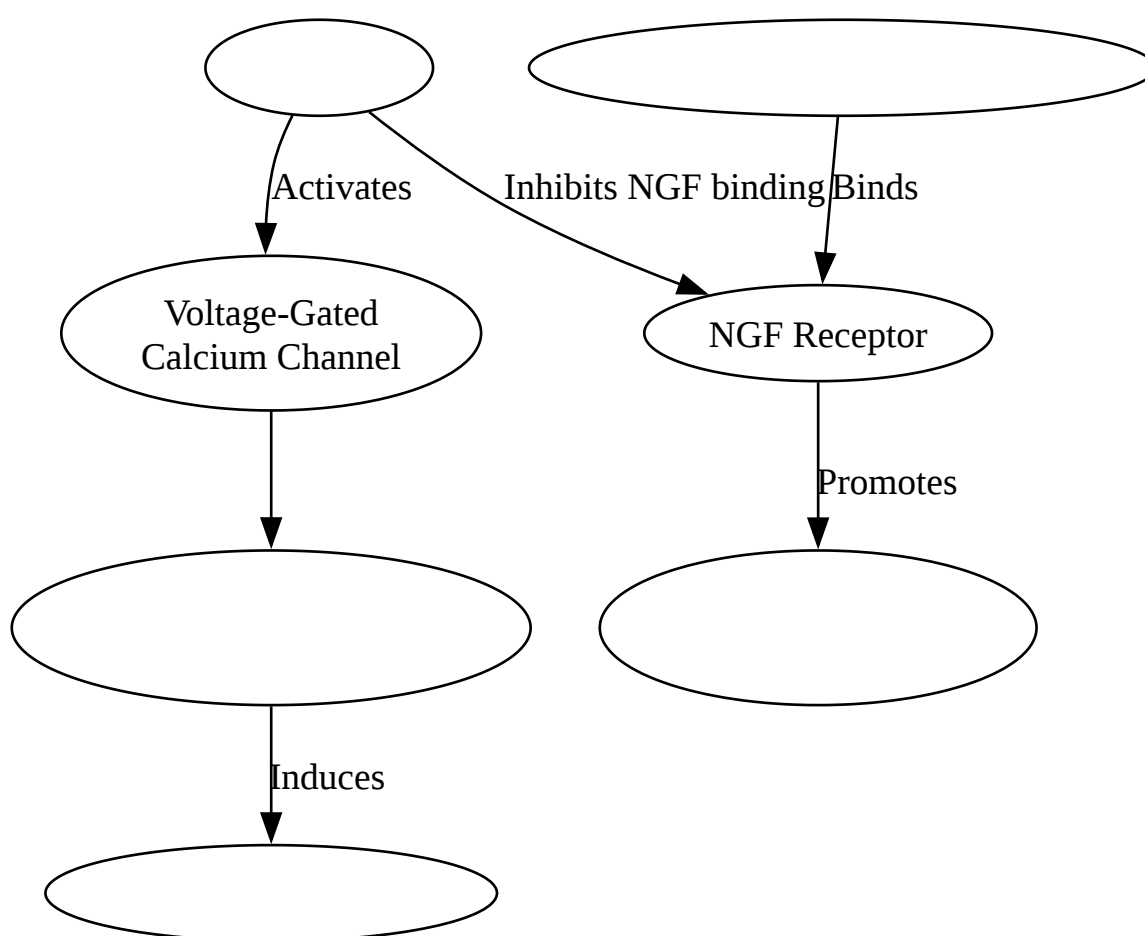 Activates
Inhibits NGF binding
Binds
Voltage-Gated
Calcium Channel
NGF Receptor
Promotes
Induces